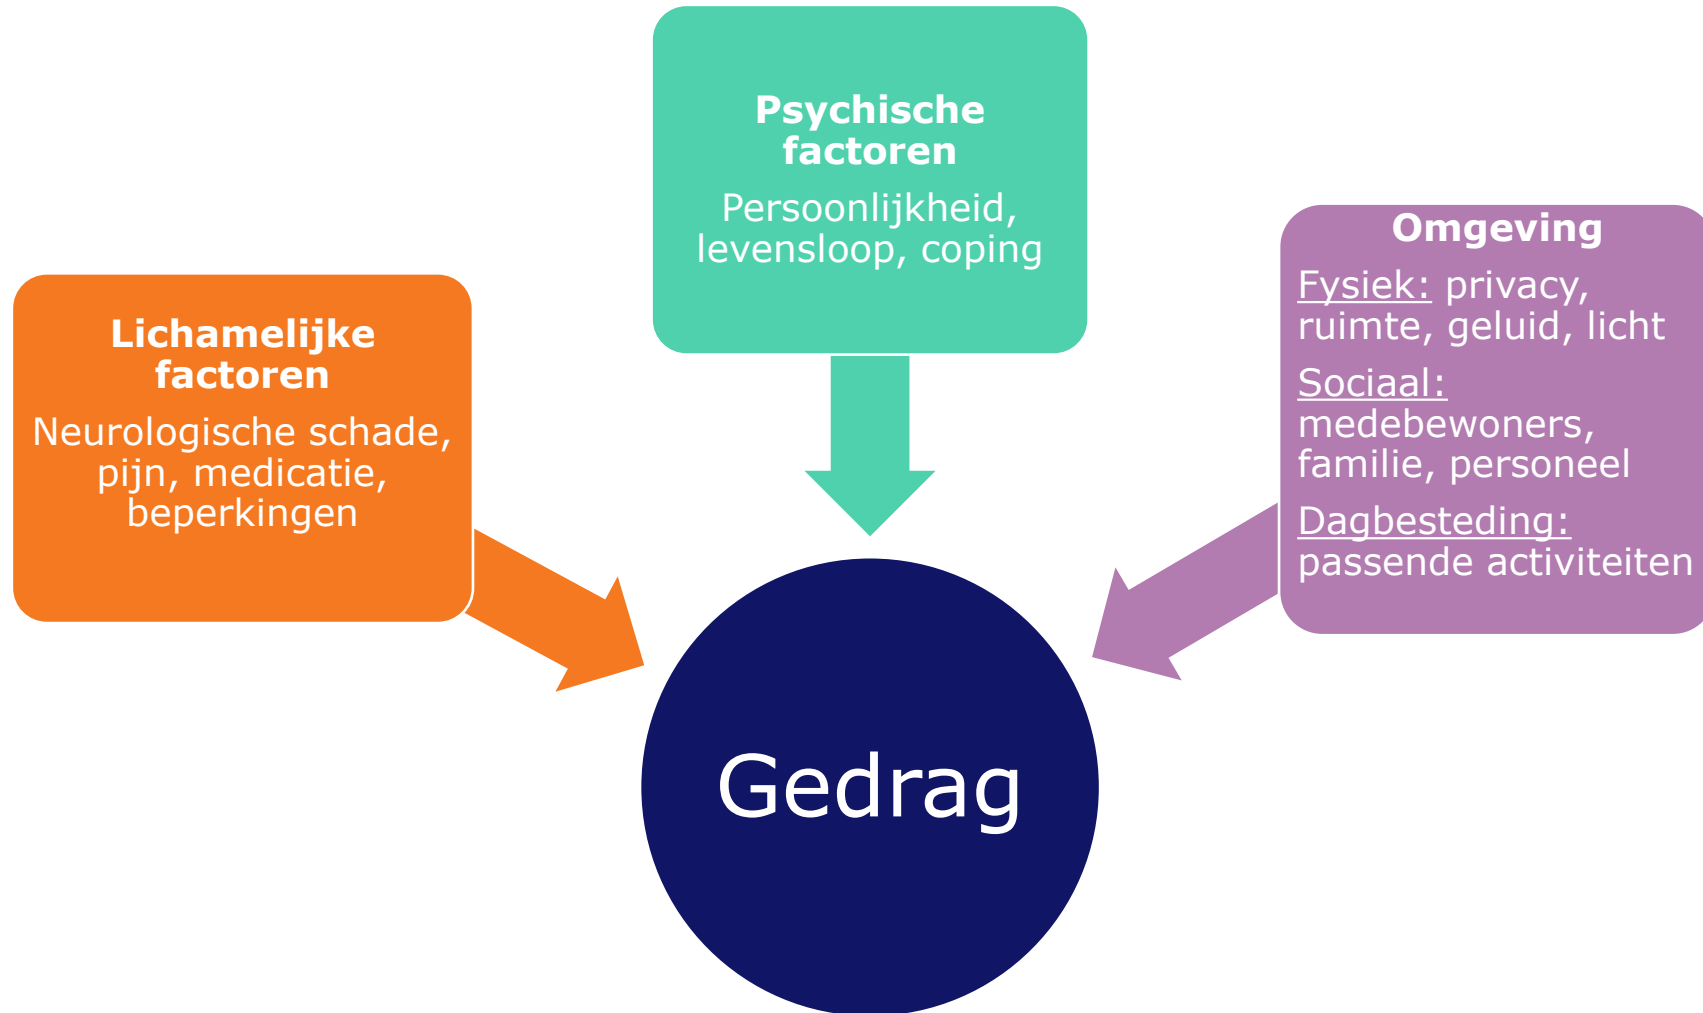 Psychische
factoren
Persoonlijkheid,
levensloop, coping
Lichamelijke
factoren
Neurologische schade,
pijn, medicatie,
beperkingen
Omgeving
Fysiek: privacy,
ruimte, geluid, licht
Sociaal:
medebewoners,
familie, personeel
Dagbesteding:
passende activiteiten
Gedrag